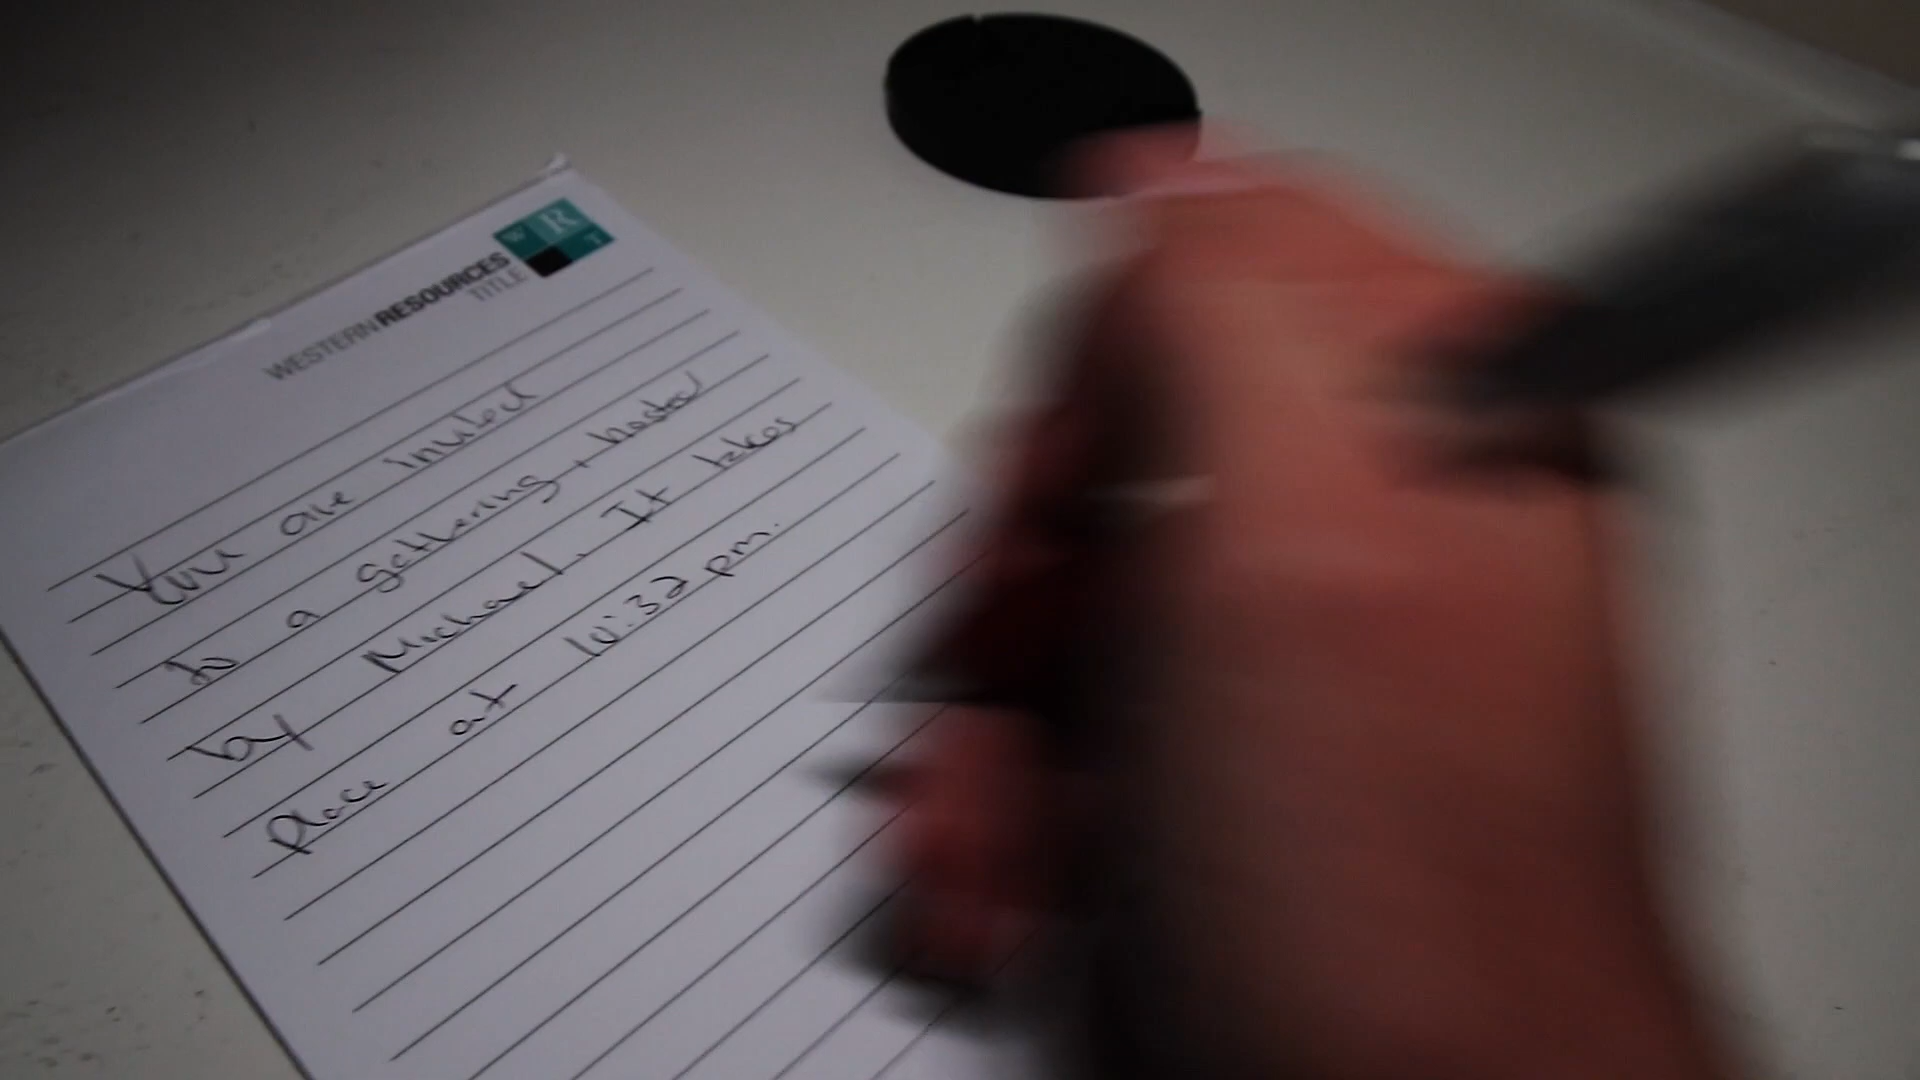 W R T
WESTERN RESOURCES
TITLE
You are invited
to a gathering, hosted
by Michael. It takes
place at 10:32 pm.